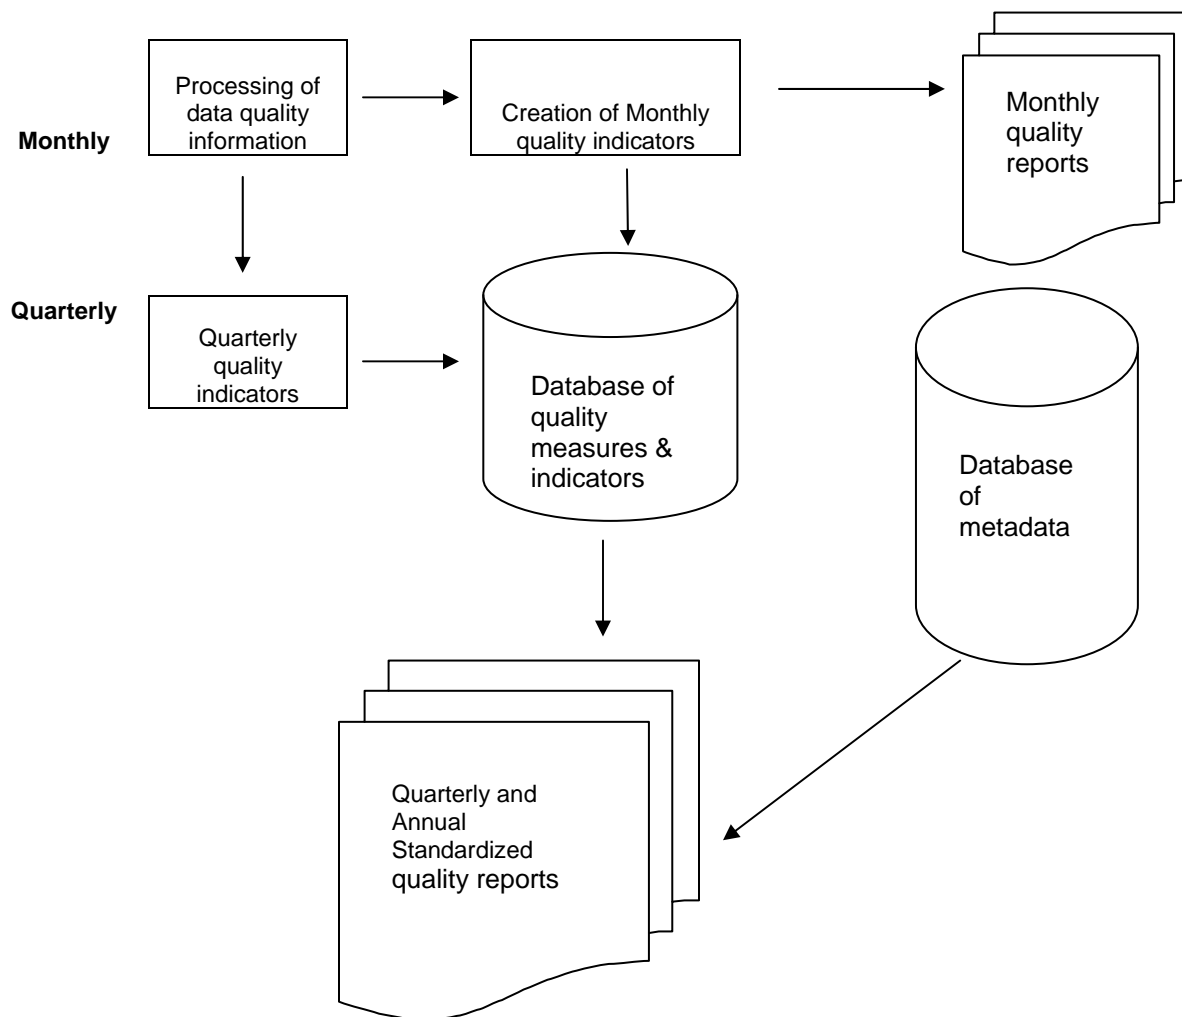 Monthly
Processing of
data quality
information
Creation of Monthly
quality indicators
Monthly
quality
reports
Quarterly
Quarterly
quality
indicators
Database of
quality
measures &
indicators
Database
of
metadata
Quarterly and
Annual
Standardized
quality reports